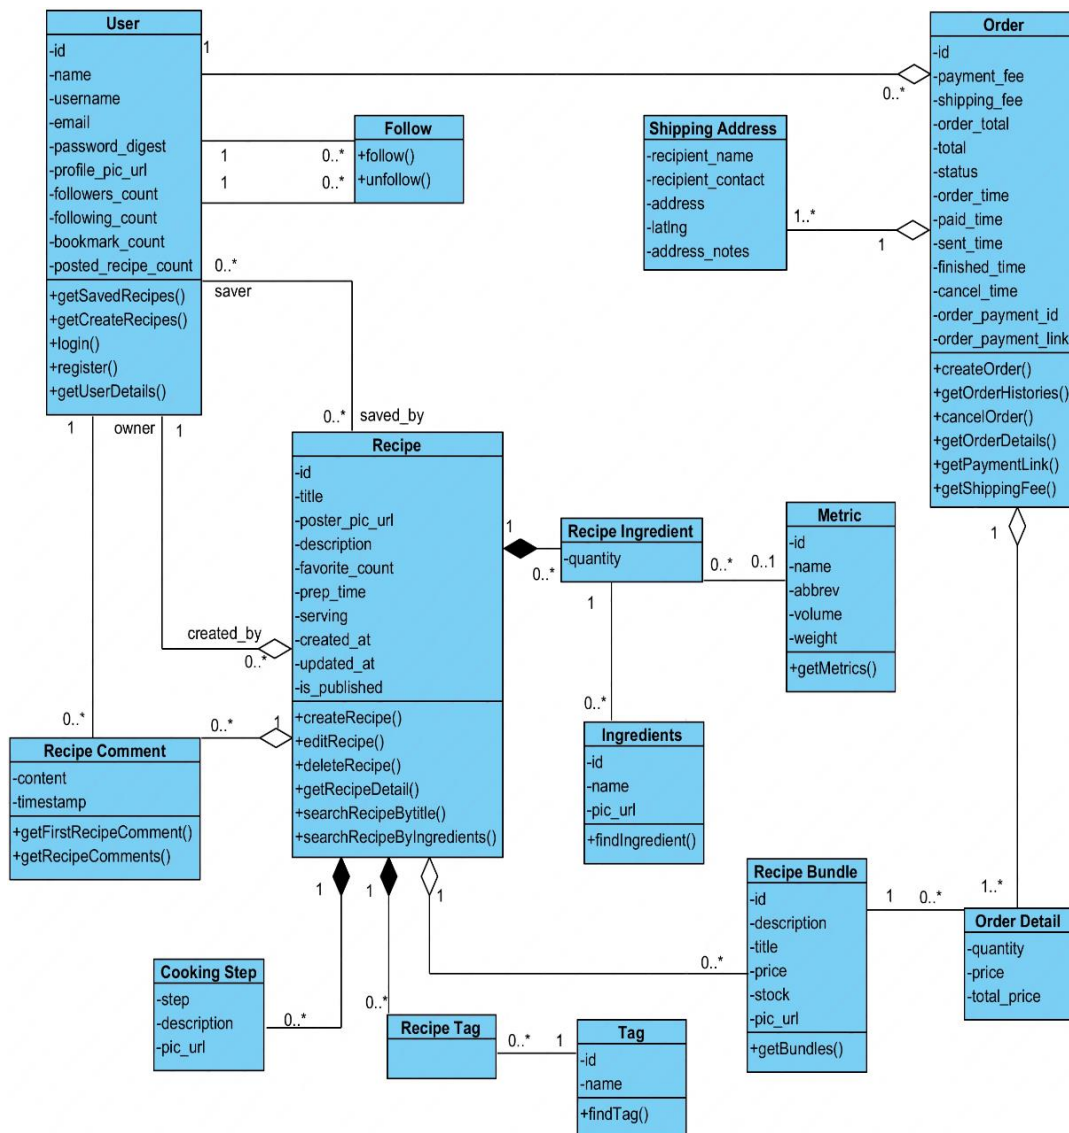 User
-id
-name
-username
-email
-password_digest
-profile_pic_url
-followers_count
-following_count
-bookmark_count
-posted_recipe_count
+getSavedRecipes()
+getCreateRecipes()
+login()
+register()
+getUserDetails()
1
0..*
Order
-id
-payment_fee
-shipping_fee
-order_total
-total
-status
-order_time
-paid_time
-sent_time
-finished_time
-cancel_time
-order_payment_id
-order_payment_link
+createOrder()
+getOrderHistories()
+cancelOrder()
+getOrderDetails()
+getPaymentLink()
+getShippingFee()
1 0..*
1 0..*
Follow
+follow()
+unfollow()
Shipping Address
-recipient_name
-recipient_contact
-address
-latlng
-address_notes
1..*
1
0..*
saver
0..* saved_by
1
owner 1
created_by
0..*
Recipe
-id
-title
-poster_pic_url
-description
-favorite_count
-prep_time
-serving
-created_at
-updated_at
-is_published
+createRecipe()
+editRecipe()
+deleteRecipe()
+getRecipeDetail()
+searchRecipeBytitle()
+searchRecipeByIngredients()
1
0..*
Recipe Ingredient
-quantity
0..* 0..1
Metric
-id
-name
-abbrev
-volume
-weight
+getMetrics()
1
0..*
Ingredients
-id
-name
-pic_url
+findIngredient()
0..*
0..* 1
Recipe Comment
-content
-timestamp
+getFirstRecipeComment()
+getRecipeComments()
1
1..*
1 1 1
0..*
Recipe Bundle
-id
-description
-title
-price
-stock
-pic_url
+getBundles()
1 0..*
Order Detail
-quantity
-price
-total_price
Cooking Step
-step
-description
-pic_url
0..*
0..*
Recipe Tag
0..* 1
Tag
-id
-name
+findTag()